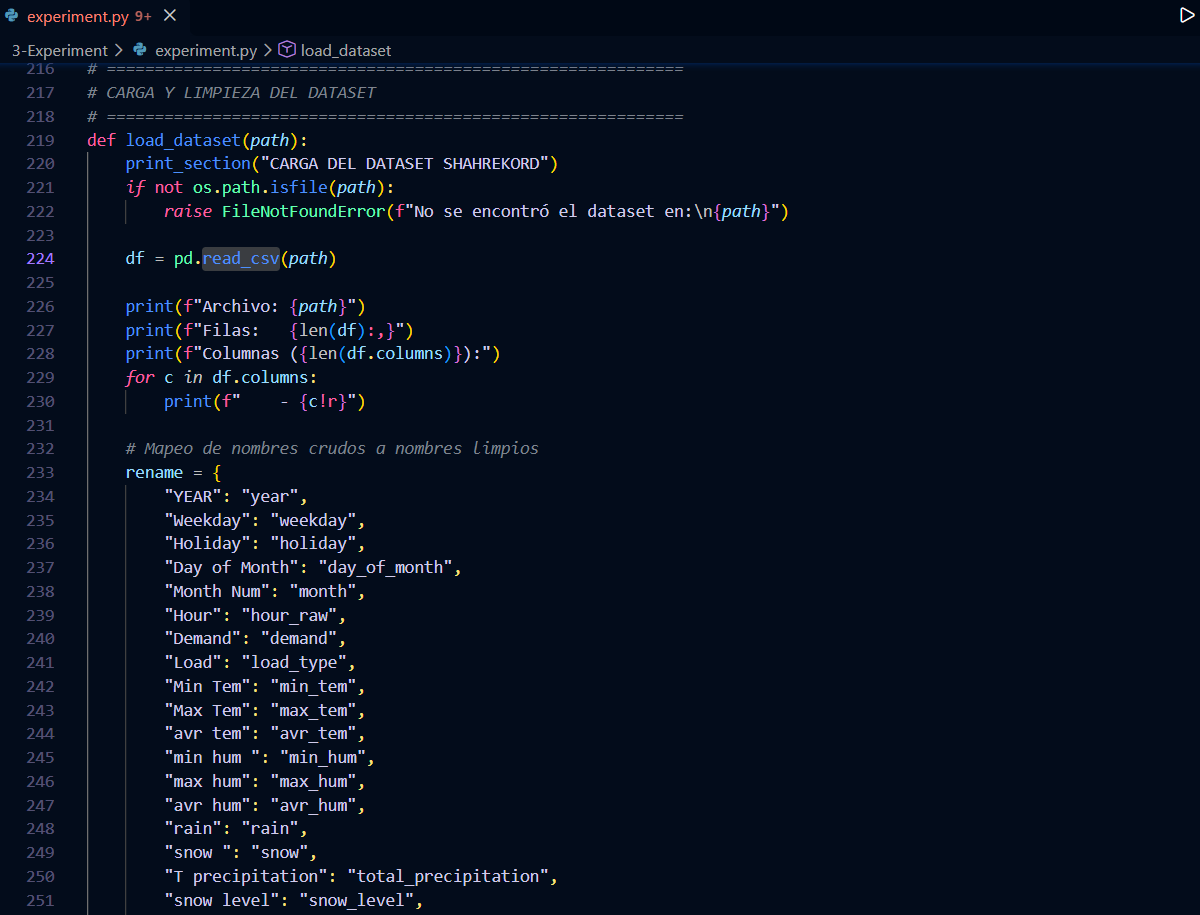 experiment.py 9+
3-Experiment > experiment.py > load_dataset
216 # ============================================================
217 # CARGA Y LIMPIEZA DEL DATASET
218 # ============================================================
219 def load_dataset(path):
220     print_section("CARGA DEL DATASET SHAHREKORD")
221     if not os.path.isfile(path):
222         raise FileNotFoundError(f"No se encontró el dataset en:\n{path}")
223
224     df = pd.read_csv(path)
225
226     print(f"Archivo: {path}")
227     print(f"Filas:   {len(df):,}")
228     print(f"Columnas ({len(df.columns)}):")
229     for c in df.columns:
230         print(f"    - {c!r}")
231
232     # Mapeo de nombres crudos a nombres limpios
233     rename = {
234         "YEAR": "year",
235         "Weekday": "weekday",
236         "Holiday": "holiday",
237         "Day of Month": "day_of_month",
238         "Month Num": "month",
239         "Hour": "hour_raw",
240         "Demand": "demand",
241         "Load": "load_type",
242         "Min Tem": "min_tem",
243         "Max Tem": "max_tem",
244         "avr tem": "avr_tem",
245         "min hum ": "min_hum",
246         "max hum": "max_hum",
247         "avr hum": "avr_hum",
248         "rain": "rain",
249         "snow ": "snow",
250         "T precipitation": "total_precipitation",
251         "snow level": "snow_level",